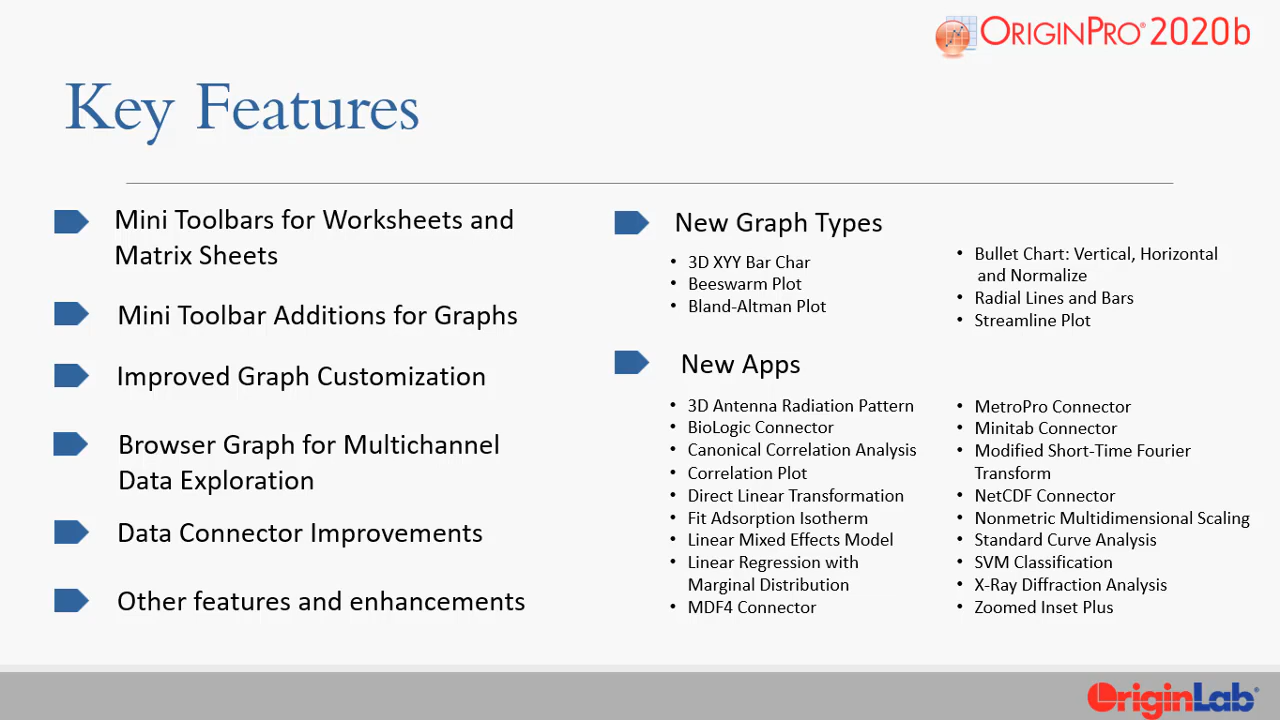 ORIGINPRO® 2020b
Key Features
Mini Toolbars for Worksheets and
Matrix Sheets
Mini Toolbar Additions for Graphs
Improved Graph Customization
Browser Graph for Multichannel
Data Exploration
Data Connector Improvements
Other features and enhancements
New Graph Types
• 3D XYY Bar Char
• Beeswarm Plot
• Bland-Altman Plot
• Bullet Chart: Vertical, Horizontal
and Normalize
• Radial Lines and Bars
• Streamline Plot
New Apps
• 3D Antenna Radiation Pattern
• BioLogic Connector
• Canonical Correlation Analysis
• Correlation Plot
• Direct Linear Transformation
• Fit Adsorption Isotherm
• Linear Mixed Effects Model
• Linear Regression with
Marginal Distribution
• MDF4 Connector
• MetroPro Connector
• Minitab Connector
• Modified Short-Time Fourier
Transform
• NetCDF Connector
• Nonmetric Multidimensional Scaling
• Standard Curve Analysis
• SVM Classification
• X-Ray Diffraction Analysis
• Zoomed Inset Plus
OriginLab®